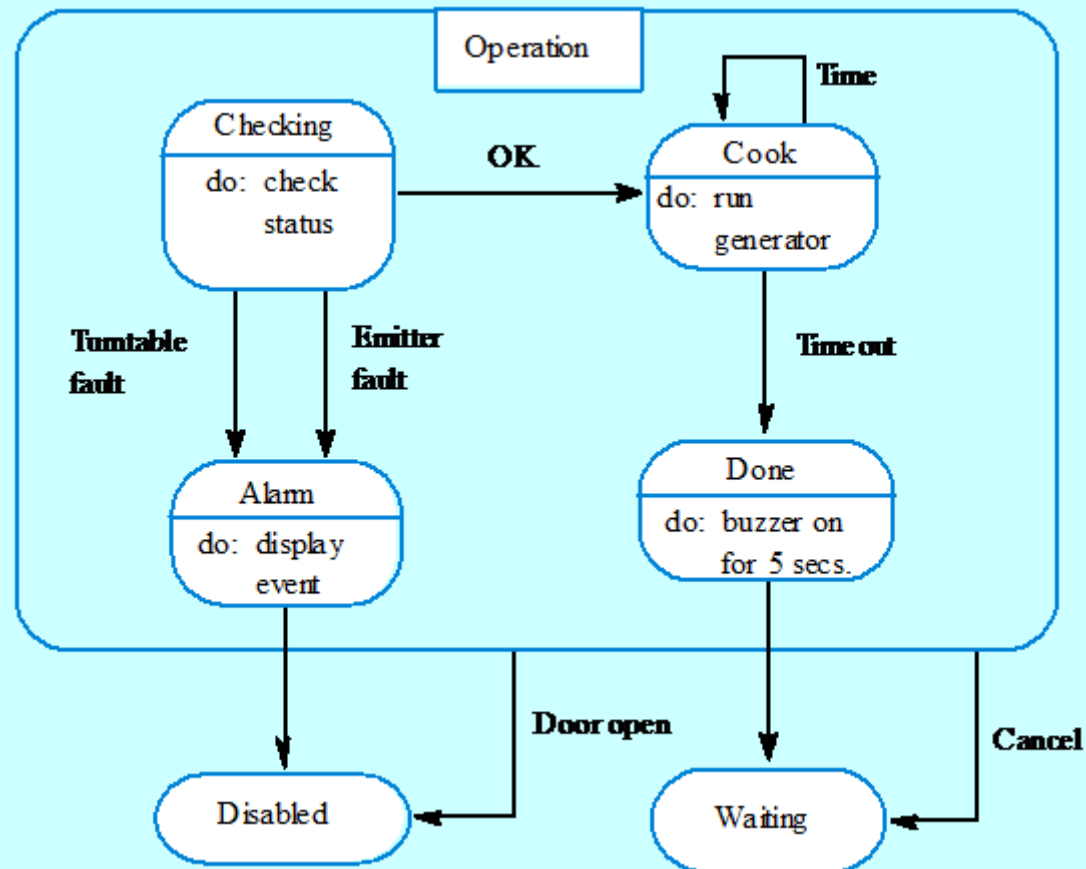 Operation
Time
Checking
do: check
status
OK
Cook
do: run
generator
Turntable
fault
Emitter
fault
Time out
Alarm
do: display
event
Done
do: buzzer on
for 5 secs.
Door open
Cancel
Disabled
Waiting